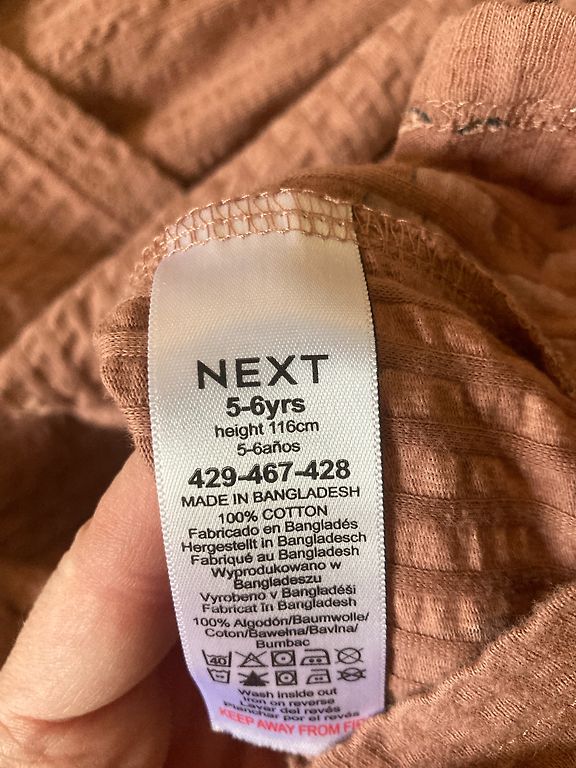 NEXT
5-6yrs
height 116cm
5-6años
429-467-428
MADE IN BANGLADESH
100% COTTON
Fabricado en Bangladés
Hergestellt in Bangladesch
Fabriqué au Bangladesh
Wyprodukowano w
Bangladeszu
Vyrobeno v Bangladéši
Fabricat în Bangladesh
100% Algodón/Baumwolle/
Coton/Bawełna/Bavlna/
Bumbac
40
Wash inside out
Iron on reverse
Lavar del revés
Planchar por el revés
KEEP AWAY FROM